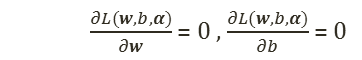 ∂L(w,b,α)/∂w = 0 , ∂L(w,b,α)/∂b = 0